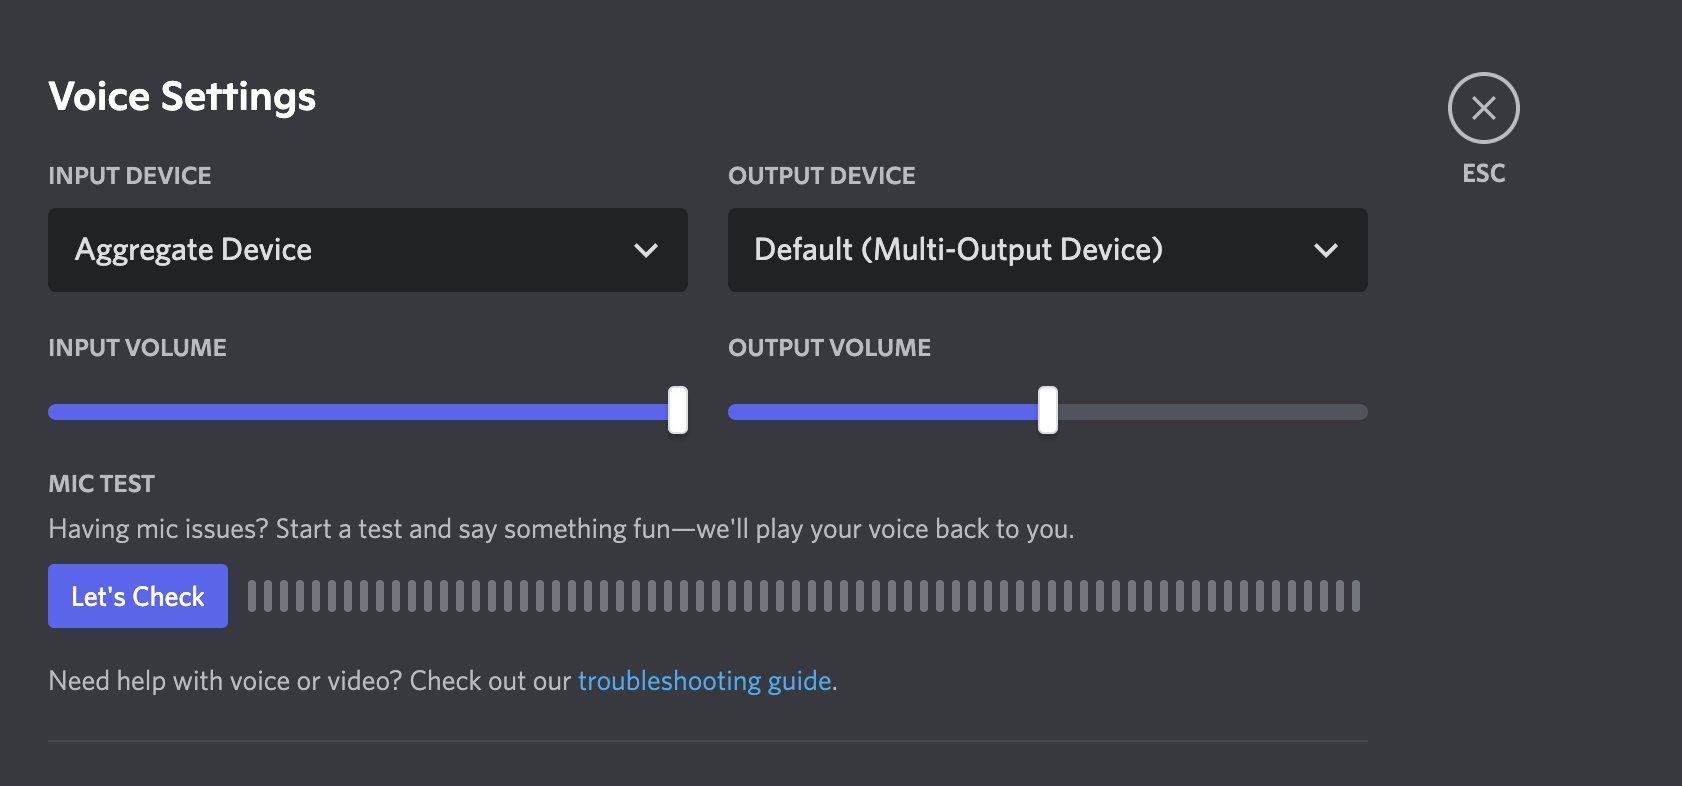 Voice Settings
ESC
INPUT DEVICE
OUTPUT DEVICE
Aggregate Device
Default (Multi-Output Device)
INPUT VOLUME
OUTPUT VOLUME
MIC TEST
Having mic issues? Start a test and say something fun—we'll play your voice back to you.
Let's Check
Need help with voice or video? Check out our troubleshooting guide.